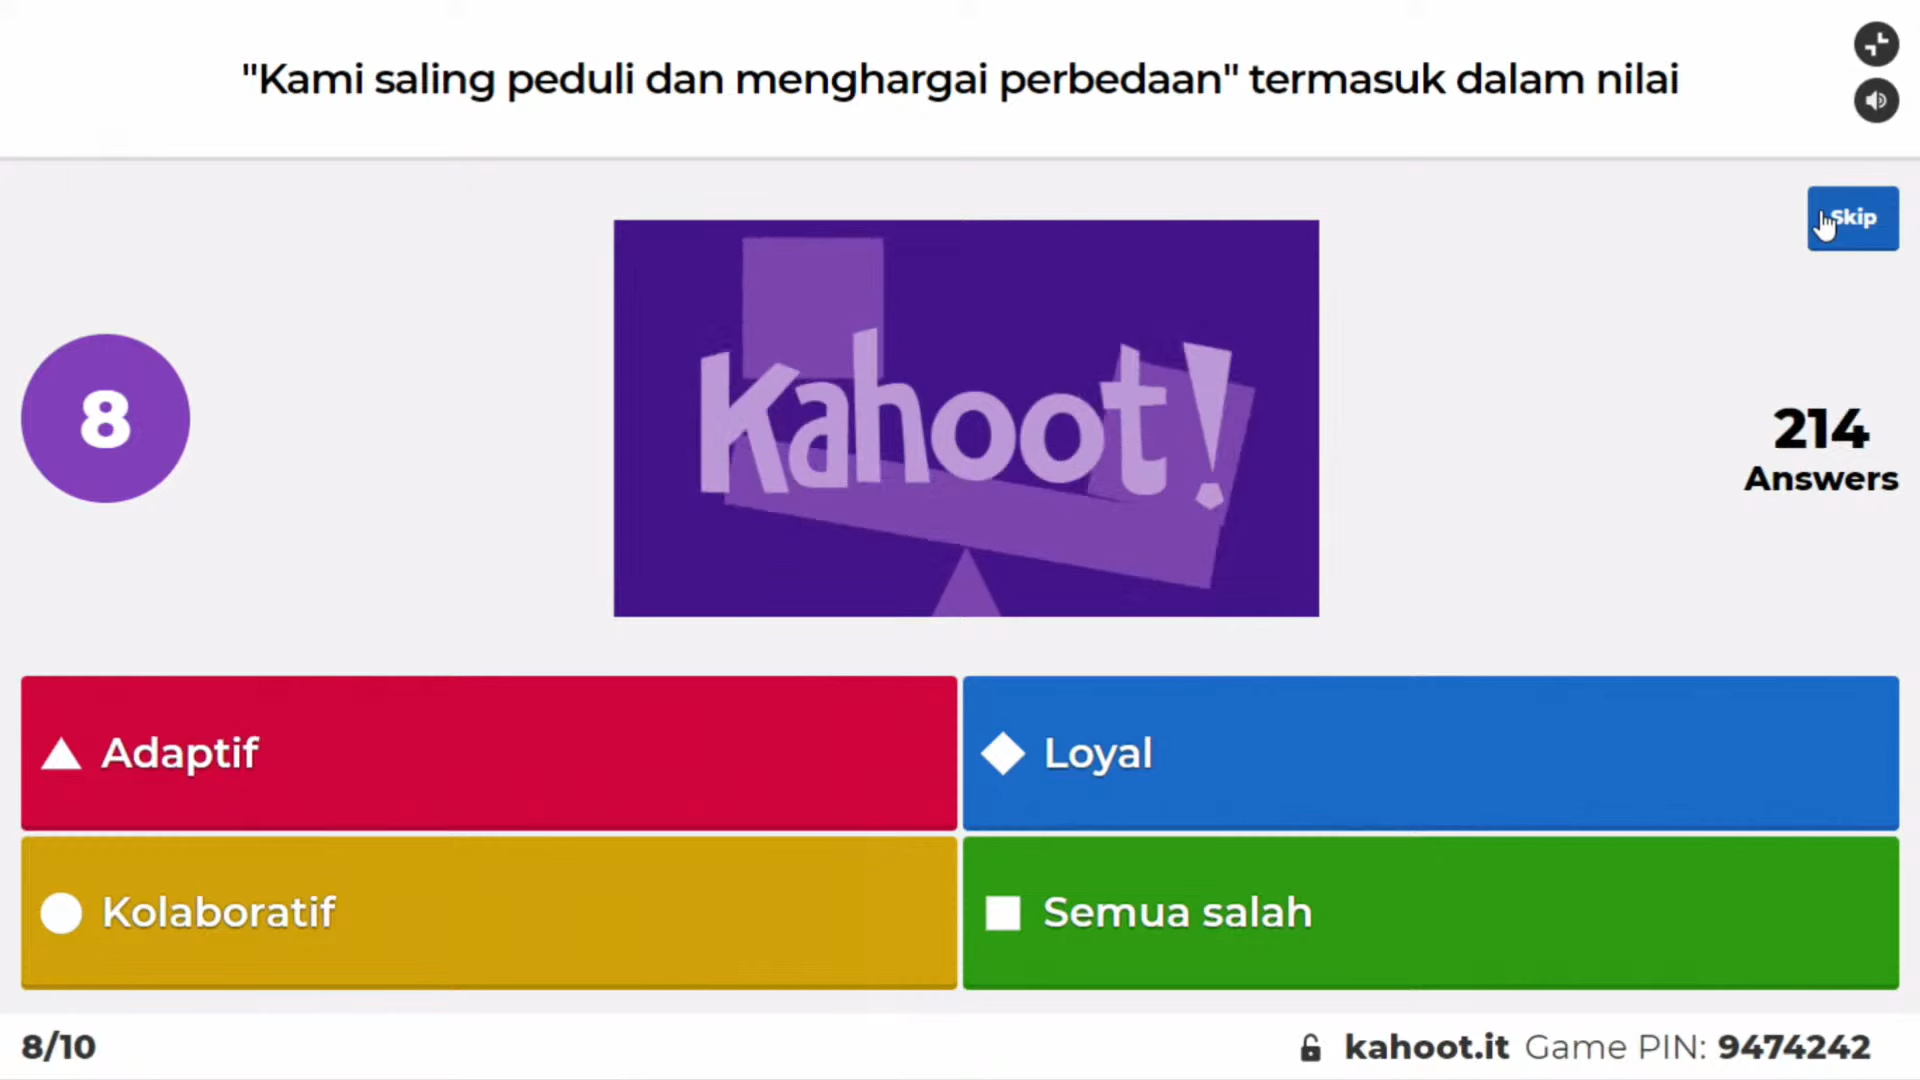 "Kami saling peduli dan menghargai perbedaan" termasuk dalam nilai
Skip
Kahoot!
8
214
Answers
Adaptif
Loyal
Kolaboratif
Semua salah
8/10
kahoot.it Game PIN: 9474242